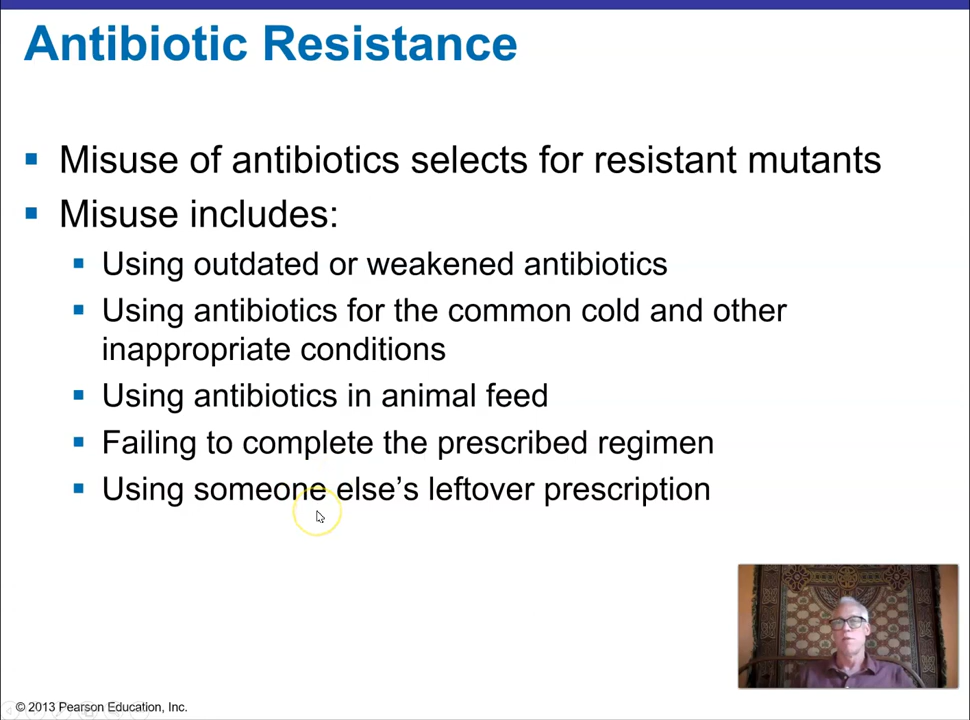 Antibiotic Resistance
Misuse of antibiotics selects for resistant mutants
Misuse includes:
Using outdated or weakened antibiotics
Using antibiotics for the common cold and other
inappropriate conditions
Using antibiotics in animal feed
Failing to complete the prescribed regimen
Using someone else’s leftover prescription
© 2013 Pearson Education, Inc.